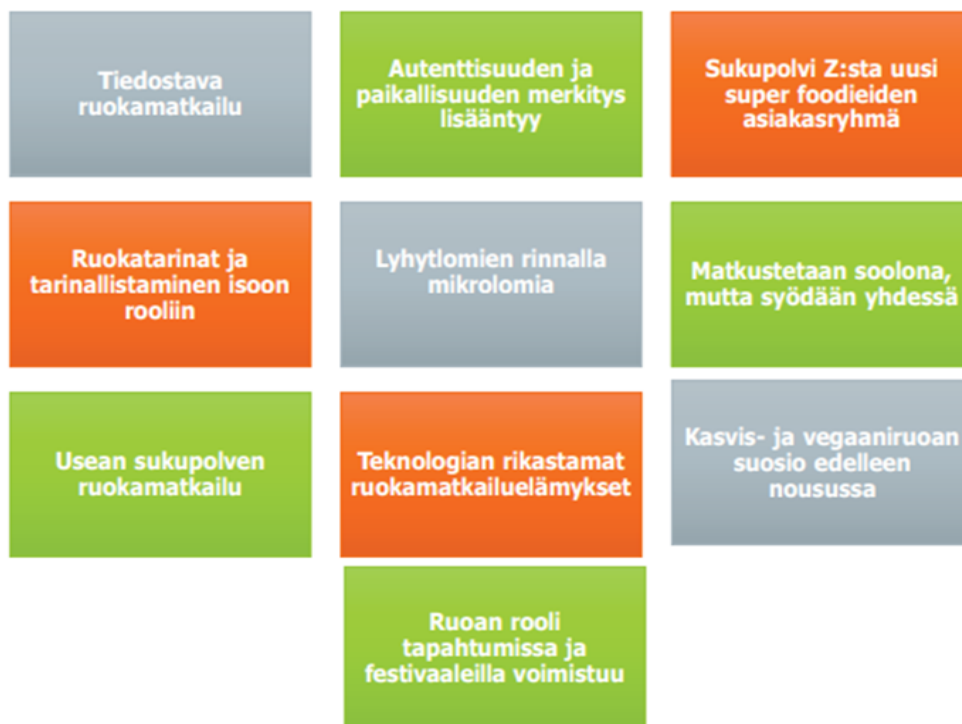 Tiedostava
ruokamatkailu
Autenttisuuden ja
paikallisuuden merkitys
lisääntyy
Sukupolvi Z:sta uusi
super foodieiden
asiakasryhmä
Ruokatarinat ja
tarinallistaminen isoon
rooliin
Lyhytlomien rinnalla
mikrolomia
Matkustetaan soolona,
mutta syödään yhdessä
Usean sukupolven
ruokamatkailu
Teknologian rikastamat
ruokamatkailuelämykset
Kasvis- ja vegaaniruoan
suosio edelleen
nousussa
Ruoan rooli
tapahtumissa ja
festivaaleilla voimistuu